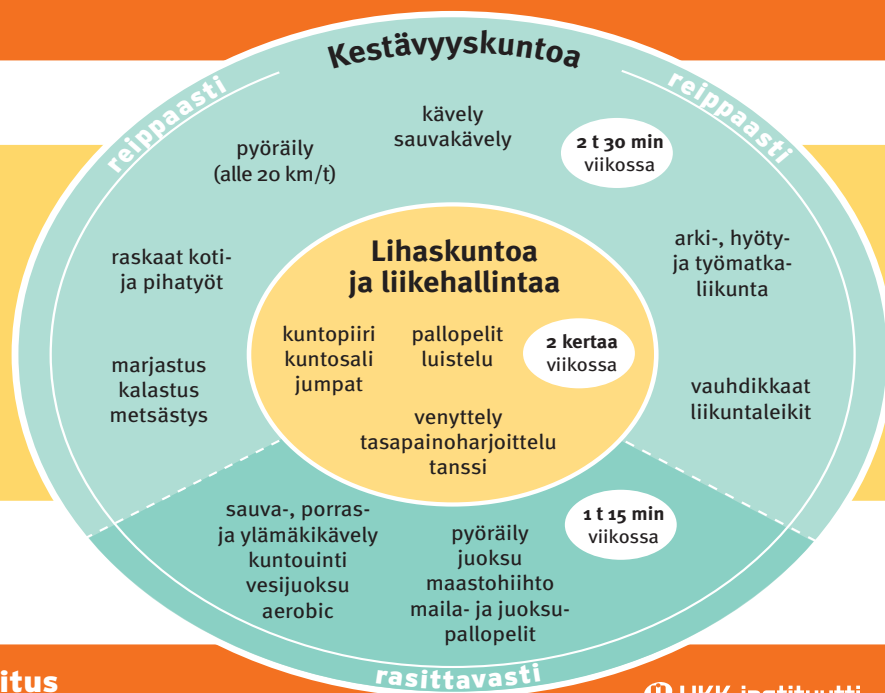 Kestävyyskuntoa
reippaasti
reippaasti
kävely
sauvakävely
2 t 30 min
viikossa
pyöräily
(alle 20 km/t)
raskaat koti-
ja pihatyöt
arki-, hyöty-
ja työmatka-
liikunta
marjastus
kalastus
metsästys
vauhdikkaat
liikuntaleikit
Lihaskuntoa
ja liikehallintaa
kuntopiiri
kuntosali
jumpat
pallopelit
luistelu
2 kertaa
viikossa
venyttely
tasapainoharjoittelu
tanssi
sauva-, porras-
ja ylämäkikävely
kuntouinti
vesijuoksu
aerobic
pyöräily
juoksu
maastohiihto
maila- ja juoksu-
pallopelit
1 t 15 min
viikossa
rasittavasti
itus
UKK-instituutti